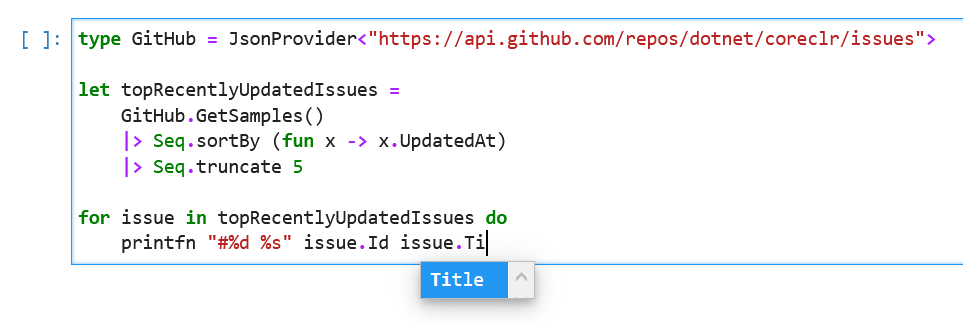 [ ]: type GitHub = JsonProvider<"https://api.github.com/repos/dotnet/coreclr/issues">
let topRecentlyUpdatedIssues =
GitHub.GetSamples()
|> Seq.sortBy (fun x -> x.UpdatedAt)
|> Seq.truncate 5
for issue in topRecentlyUpdatedIssues do
printfn "#%d %s" issue.Id issue.Ti
Title